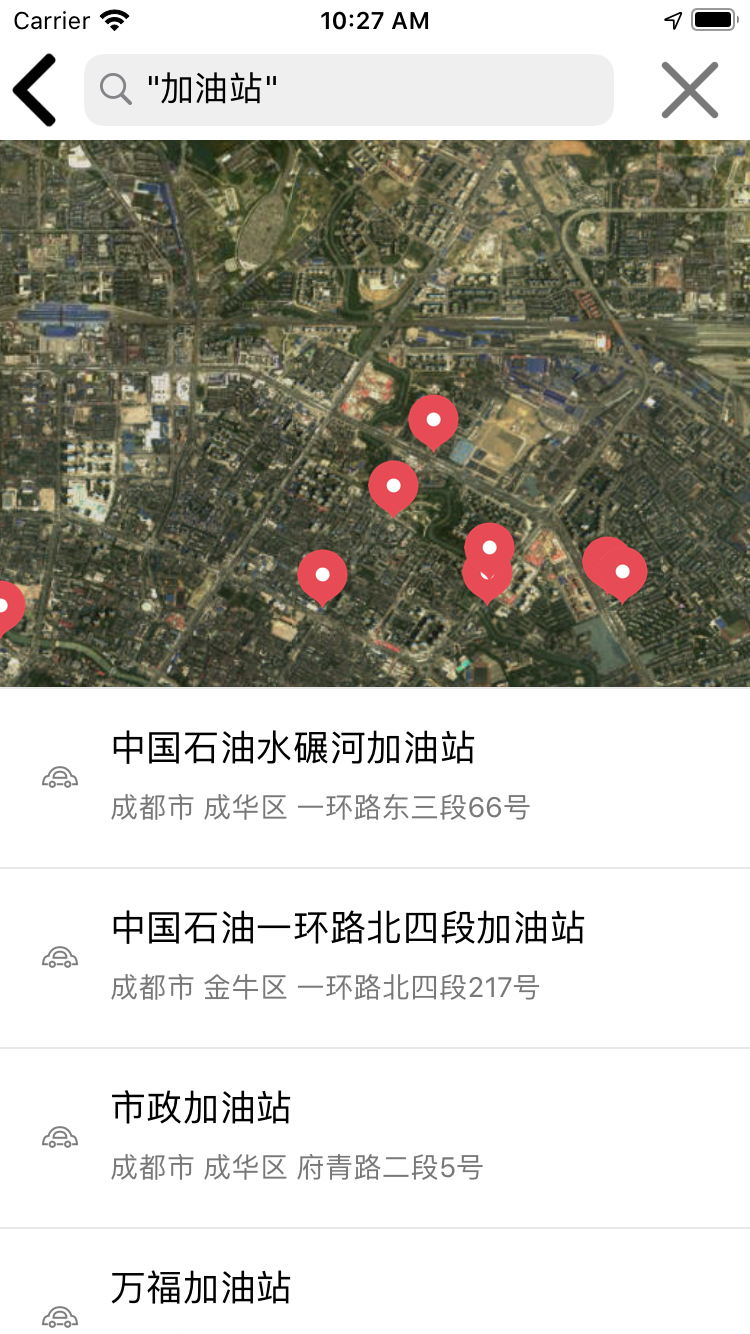 Carrier 10:27 AM
"加油站"
中国石油水碾河加油站
成都市 成华区 一环路东三段66号
中国石油一环路北四段加油站
成都市 金牛区 一环路北四段217号
市政加油站
成都市 成华区 府青路二段5号
万福加油站